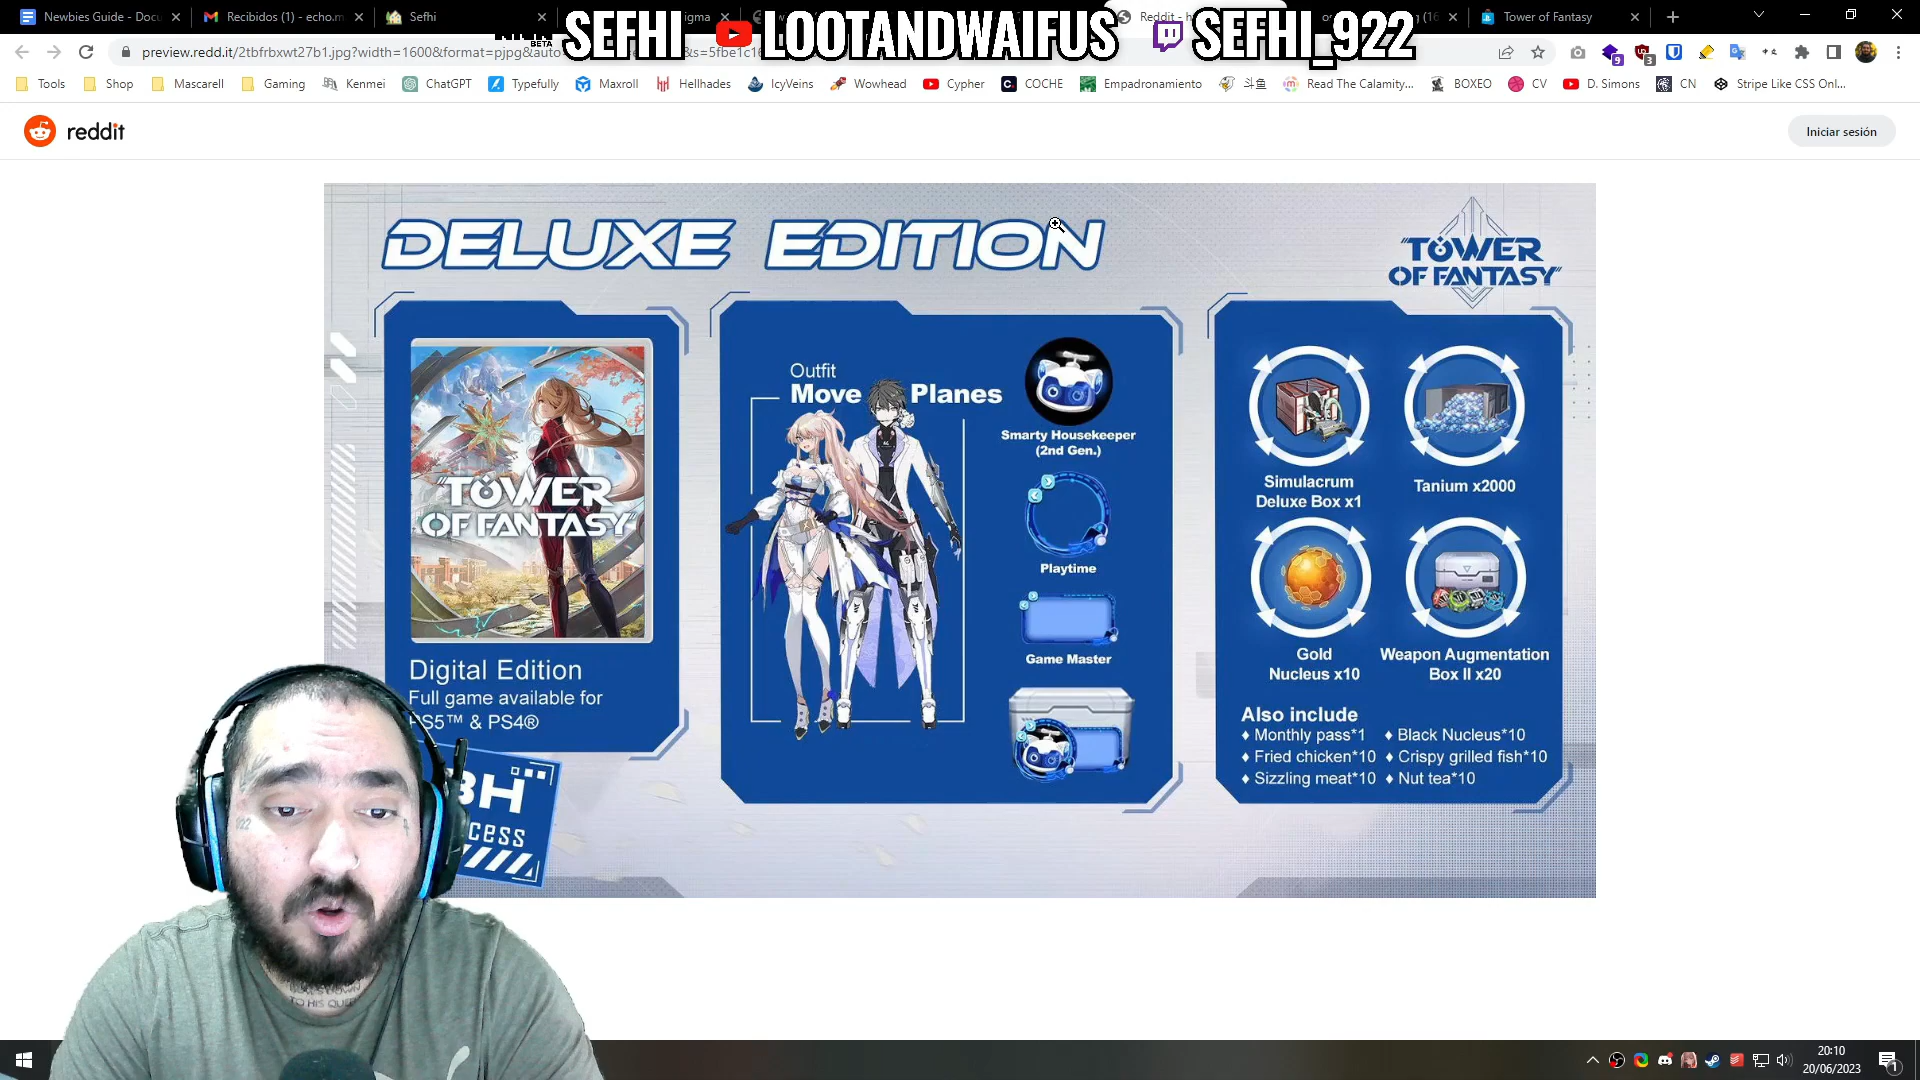 Newbies Guide - Docu
Recibidos (1) - echo.m
Sefhi
Reddit - h
Tower of Fantasy
SEFHI LOOTANDWAIFUS SEFHI_922
BETA
preview.redd.it/2tbfrbxwt27b1.jpg?width=1600&format=pjpg&auto
s=5fbe1c16
Tools Shop Mascarell Gaming Kenmei ChatGPT Typefully Maxroll Hellhades IcyVeins Wowhead Cypher COCHE Empadronamiento 斗鱼 Read The Calamity... BOXEO CV D. Simons CN Stripe Like CSS Onl...
reddit
Iniciar sesión
DELUXE EDITION
TOWER
OF FANTASY
TOWER
OF FANTASY
Digital Edition
Full game available for
PS5™ & PS4®
Outfit
Move Planes
Smarty Housekeeper
(2nd Gen.)
Playtime
Game Master
Simulacrum
Deluxe Box x1
Tanium x2000
Gold
Nucleus x10
Weapon Augmentation
Box II x20
Also include
♦ Monthly pass*1 ♦ Black Nucleus*10
♦ Fried chicken*10 ♦ Crispy grilled fish*10
♦ Sizzling meat*10 ♦ Nut tea*10
20:10
20/06/2023